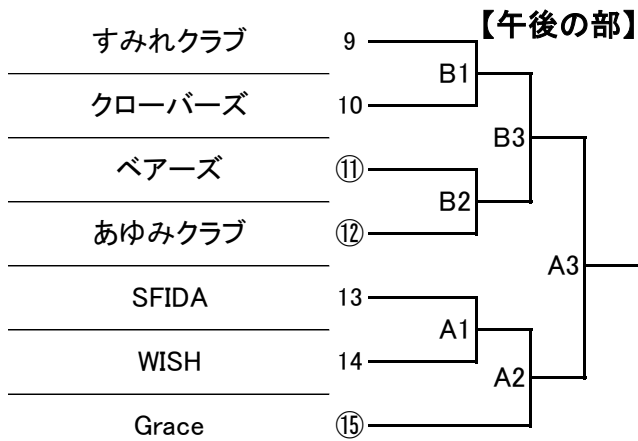 【午後の部】
すみれクラブ 9
B1
クローバーズ 10
B3
ベアーズ ⑪
B2
あゆみクラブ ⑫
A3
SFIDA 13
A1
WISH 14
A2
Grace ⑮